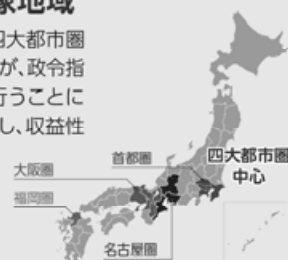 象地域
四大都市圏
が、政令指
行うことに
し、収益性
首都圏
四大都市圏
中心
大阪圏
福岡圏
名古屋圏